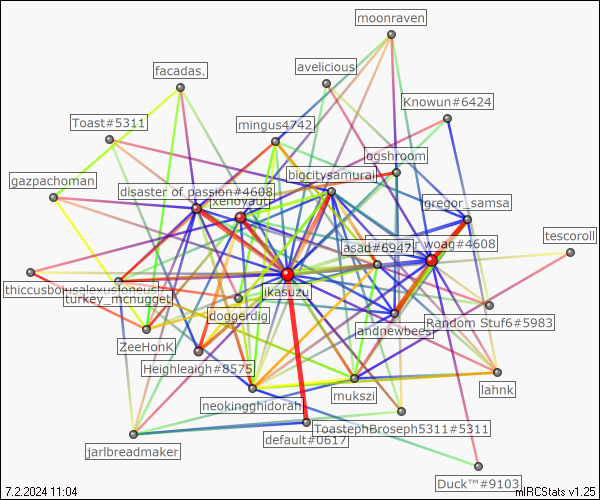 moonraven
avelicious
facadas.
Knowun#6424
Toast#5311
mingus4742
ogshroom
bigcitysamurai
gazpachoman
disaster of passion#4608
xenoyaut
gregor_samsa
asad#6947
woag#4608
tescoroll
thiccusbonusalexusioneus
turkey_mcnugget
ikasuzu
doggerdig
Random Stuf6#5983
andnewbees
ZeeHonK
Heighleaigh#8575
lahnk
mukszi
neokingghidorah
ToastephBroseph5311#5311
default#0617
jarlbreadmaker
Duck™#9103
7.2.2024 11:04
mIRCStats v1.25